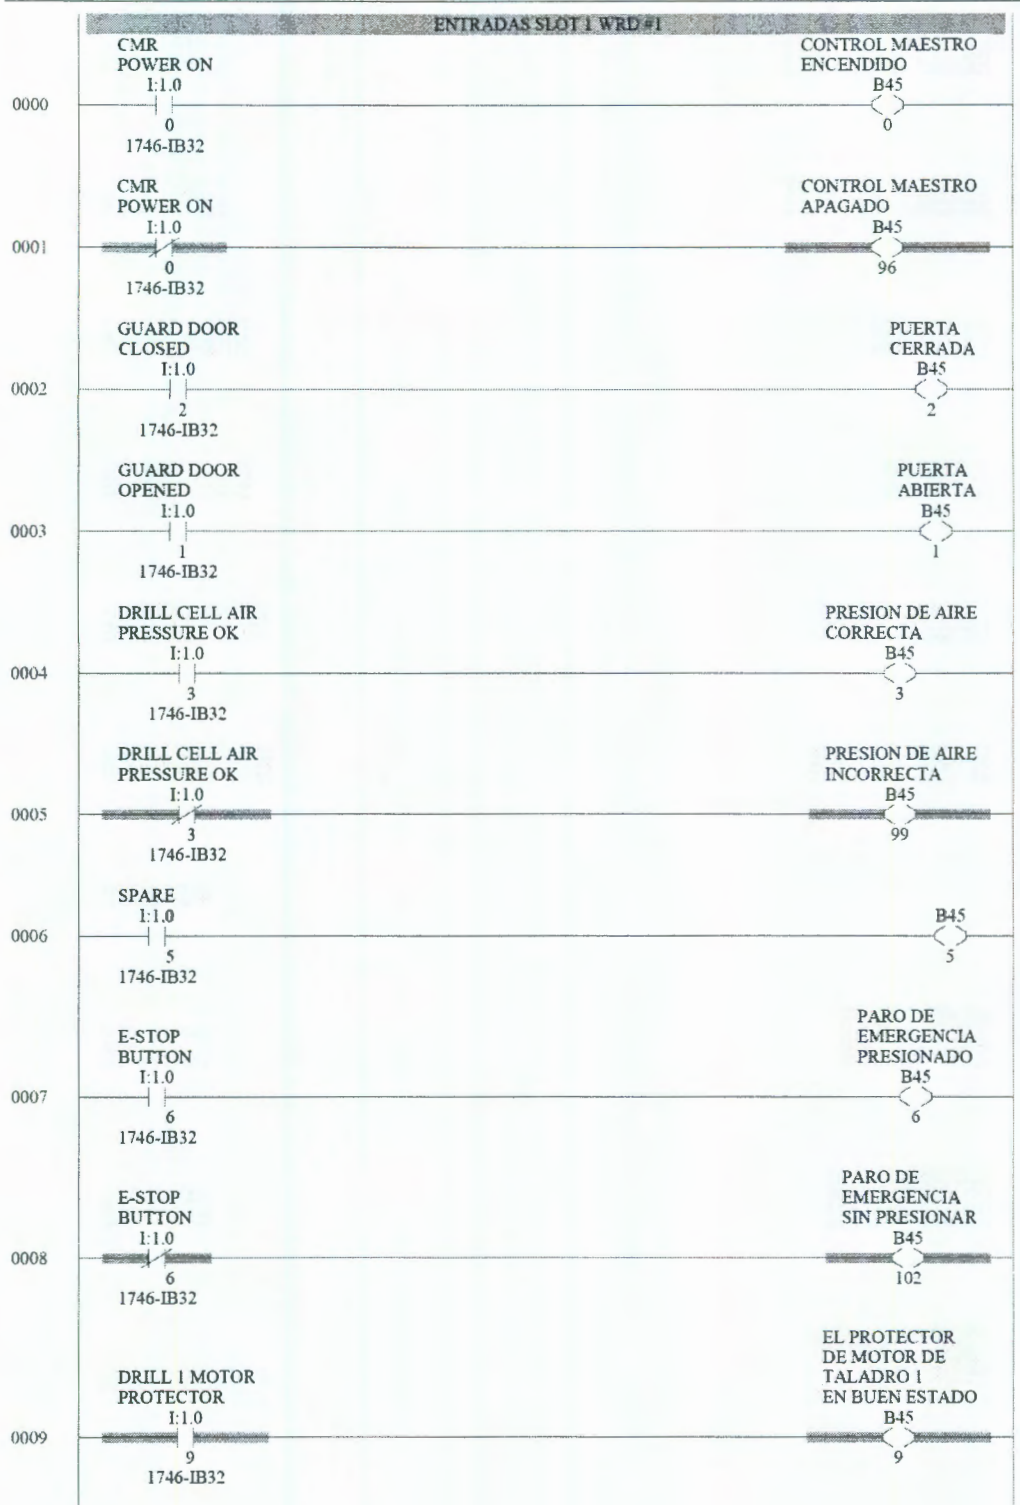 ENTRADAS SLOT 1 WRD #1
CMR
POWER ON
I:1.0
0
1746-IB32
CONTROL MAESTRO
ENCENDIDO
B45
0
0000
CMR
POWER ON
I:1.0
0
1746-IB32
CONTROL MAESTRO
APAGADO
B45
96
0001
GUARD DOOR
CLOSED
I:1.0
2
1746-IB32
PUERTA
CERRADA
B45
2
0002
GUARD DOOR
OPENED
I:1.0
1
1746-IB32
PUERTA
ABIERTA
B45
1
0003
DRILL CELL AIR
PRESSURE OK
I:1.0
3
1746-IB32
PRESION DE AIRE
CORRECTA
B45
3
0004
DRILL CELL AIR
PRESSURE OK
I:1.0
3
1746-IB32
PRESION DE AIRE
INCORRECTA
B45
99
0005
SPARE
I:1.0
5
1746-IB32
B45
5
0006
E-STOP
BUTTON
I:1.0
6
1746-IB32
PARO DE
EMERGENCIA
PRESIONADO
B45
6
0007
E-STOP
BUTTON
I:1.0
6
1746-IB32
PARO DE
EMERGENCIA
SIN PRESIONAR
B45
102
0008
DRILL 1 MOTOR
PROTECTOR
I:1.0
9
1746-IB32
EL PROTECTOR
DE MOTOR DE
TALADRO 1
EN BUEN ESTADO
B45
9
0009